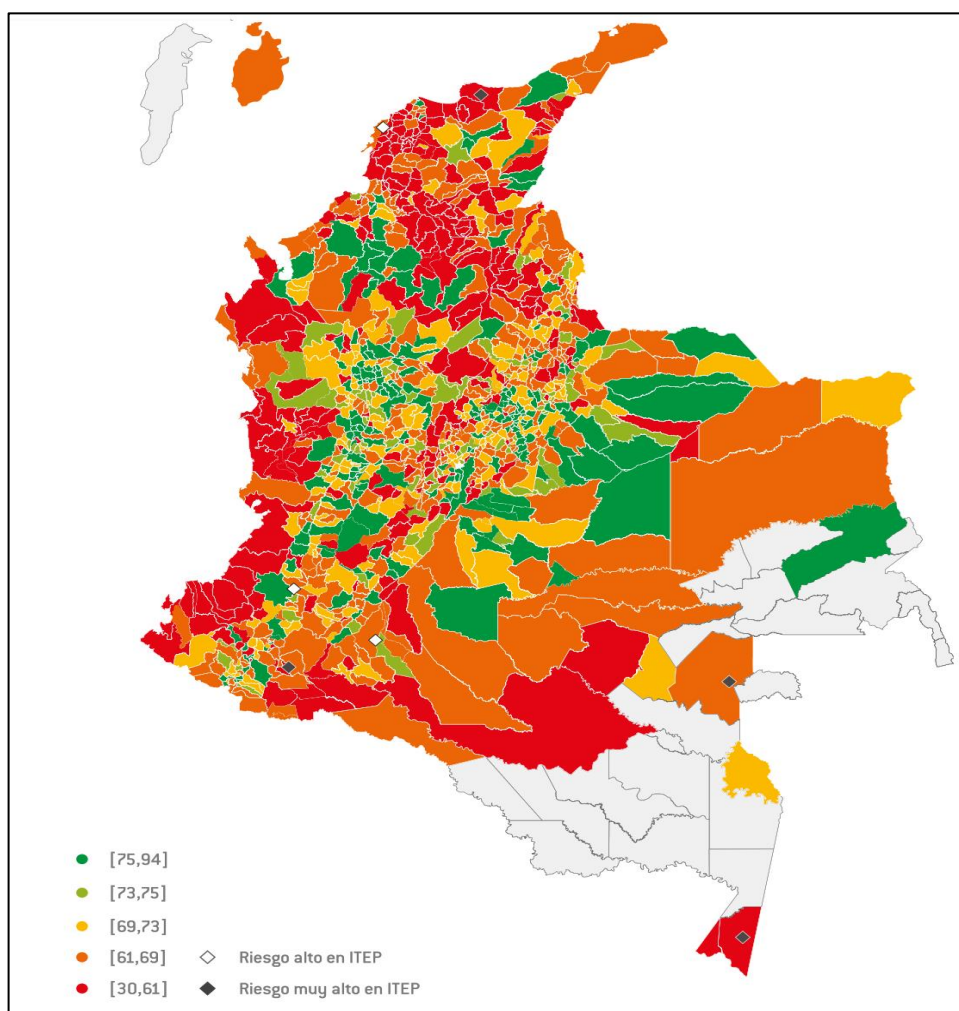 [75,94]
[73,75]
[69,73]
[61,69] Riesgo alto en ITEP
[30,61] Riesgo muy alto en ITEP